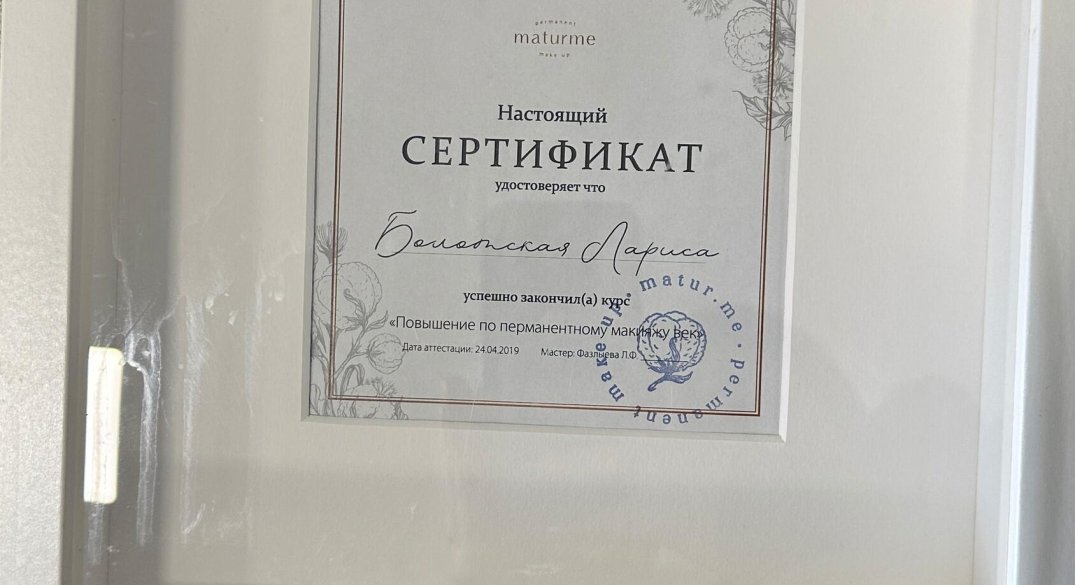 permanent
maturme
make up
Настоящий
СЕРТИФИКАТ
удостоверяет что
Болотская Лариса
успешно закончил(а) курс
«Повышение по перманентному макияжу век»
Дата аттестации: 24.04.2019 Мастер: Фазлыева Л.Ф.
matur.me · permanent make up ·